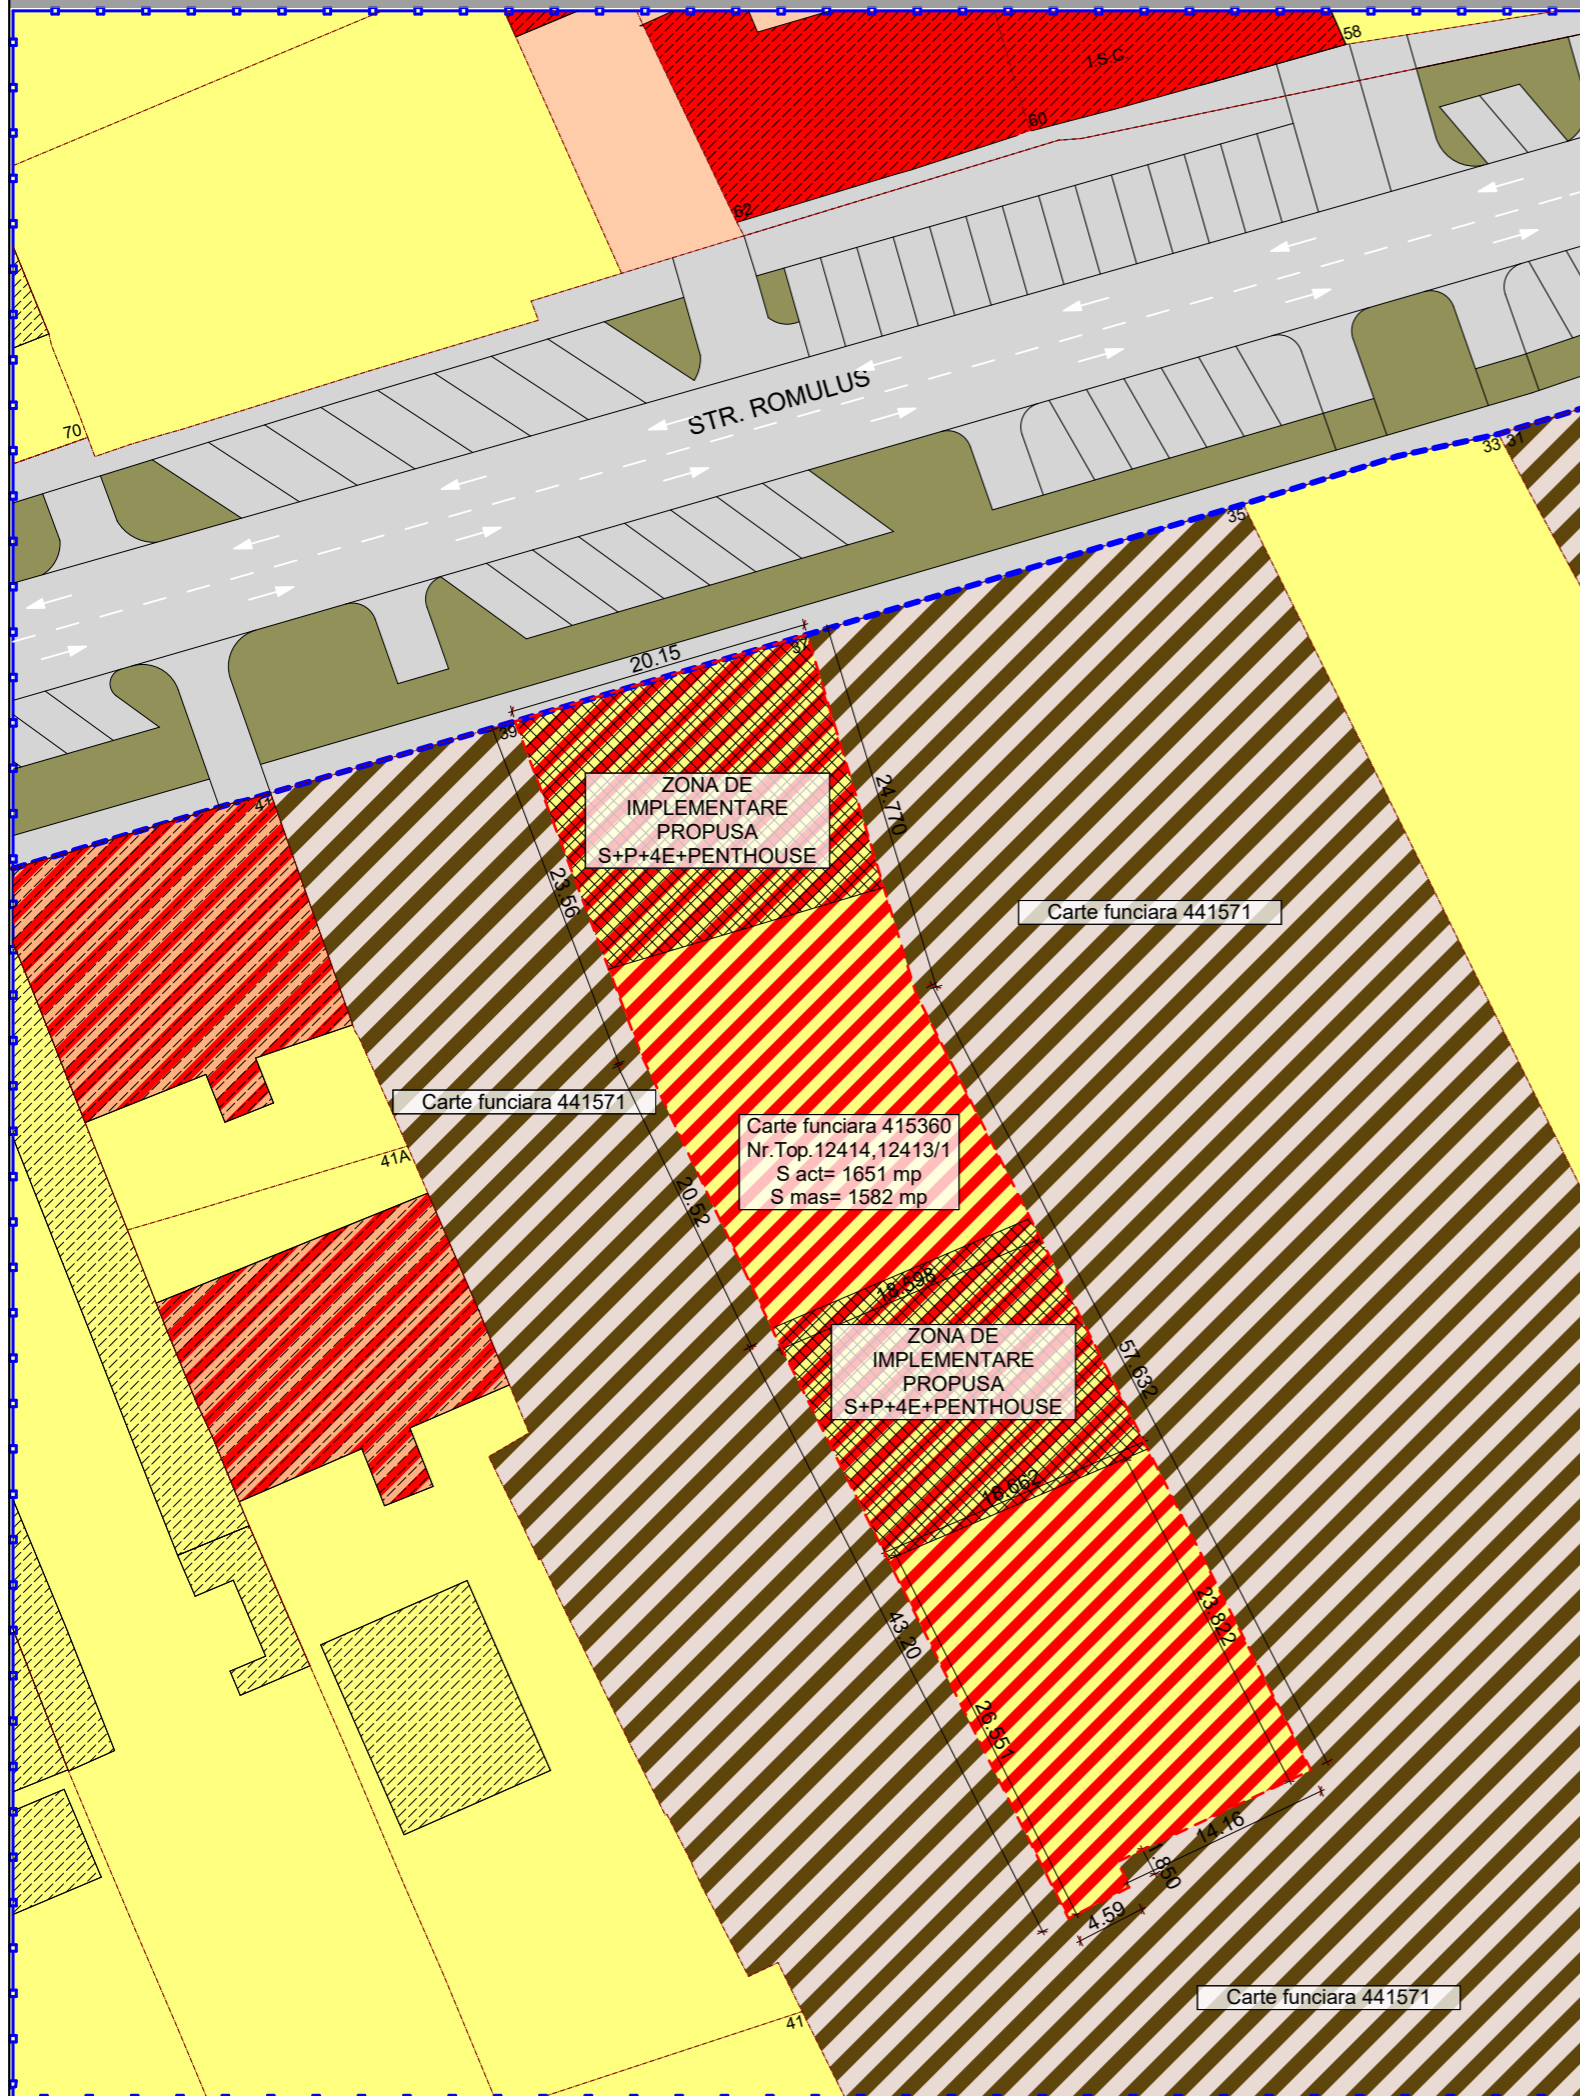 58
I.S.C.
60
62
STR. ROMULUS
70
33
31
35
20.15
37
39
ZONA DE
IMPLEMENTARE
PROPUSA
S+P+4E+PENTHOUSE
24.770
41
23.56
Carte funciara 441571
Carte funciara 441571
Carte funciara 415360
Nr.Top.12414,12413/1
S act= 1651 mp
S mas= 1582 mp
41A
20.52
18.598
ZONA DE
IMPLEMENTARE
PROPUSA
S+P+4E+PENTHOUSE
57.632
18.662
43.20
23.822
26.551
14.16
1.850
4.59
Carte funciara 441571
41